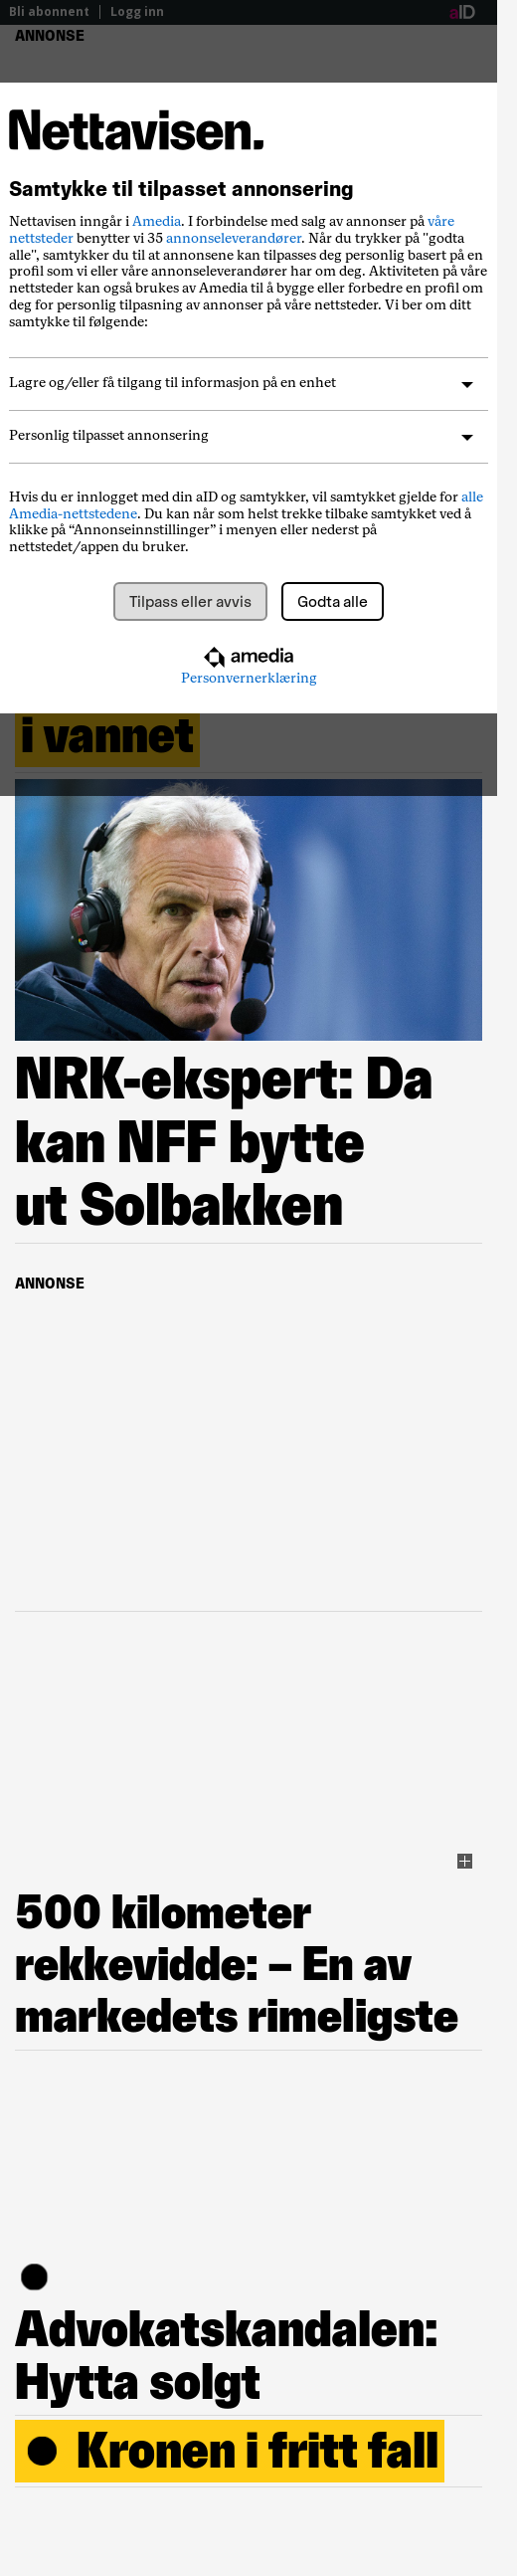 Bli abonnent | Logg inn aID
ANNONSE
Nettavisen.
Samtykke til tilpasset annonsering
Nettavisen inngår i Amedia. I forbindelse med salg av annonser på våre
nettsteder benytter vi 35 annonseleverandører. Når du trykker på "godta
alle", samtykker du til at annonsene kan tilpasses deg personlig basert på en
profil som vi eller våre annonseleverandører har om deg. Aktiviteten på våre
nettsteder kan også brukes av Amedia til å bygge eller forbedre en profil om
deg for personlig tilpasning av annonser på våre nettsteder. Vi ber om ditt
samtykke til følgende:
Lagre og/eller få tilgang til informasjon på en enhet
Personlig tilpasset annonsering
Hvis du er innlogget med din aID og samtykker, vil samtykket gjelde for alle
Amedia-nettstedene. Du kan når som helst trekke tilbake samtykket ved å
klikke på “Annonseinnstillinger” i menyen eller nederst på
nettstedet/appen du bruker.
Tilpass eller avvis Godta alle
amedia
Personvernerklæring
i vannet
NRK-ekspert: Da
kan NFF bytte
ut Solbakken
ANNONSE
500 kilometer
rekkevidde: – En av
markedets rimeligste
Advokatskandalen:
Hytta solgt
Kronen i fritt fall